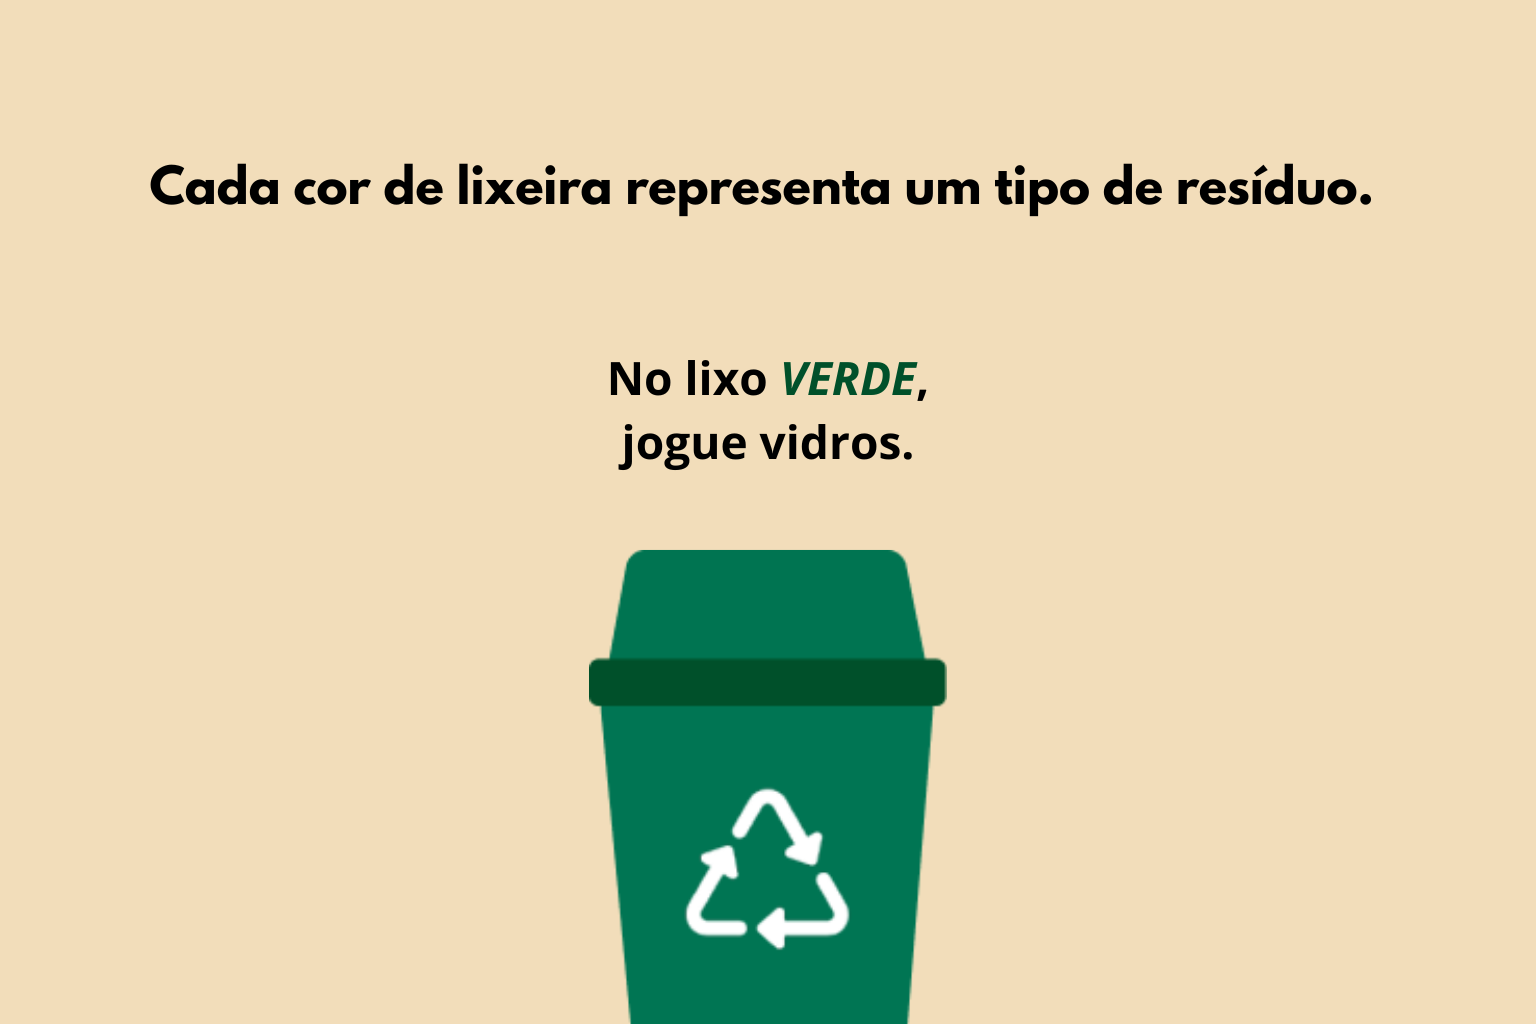 Cada cor de lixeira representa um tipo de resíduo.
No lixo VERDE,
jogue vidros.